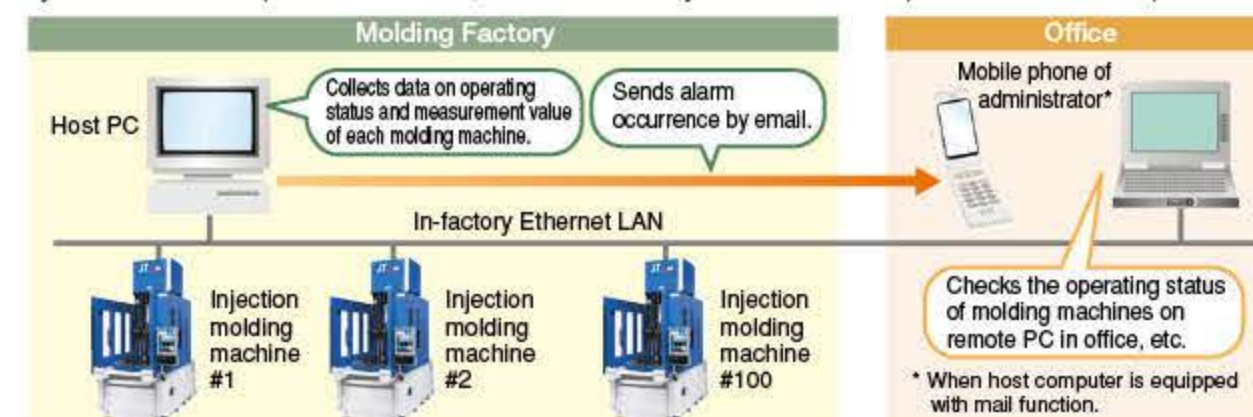 Molding Factory
Office
Host PC
Collects data on operating
status and measurement value
of each molding machine.
Sends alarm
occurrence by email.
Mobile phone of
administrator*
In-factory Ethernet LAN
JT
Injection
molding
machine
#1
JT
Injection
molding
machine
#2
JT
Injection
molding
machine
#100
Checks the operating status
of molding machines on
remote PC in office, etc.
* When host computer is equipped
with mail function.